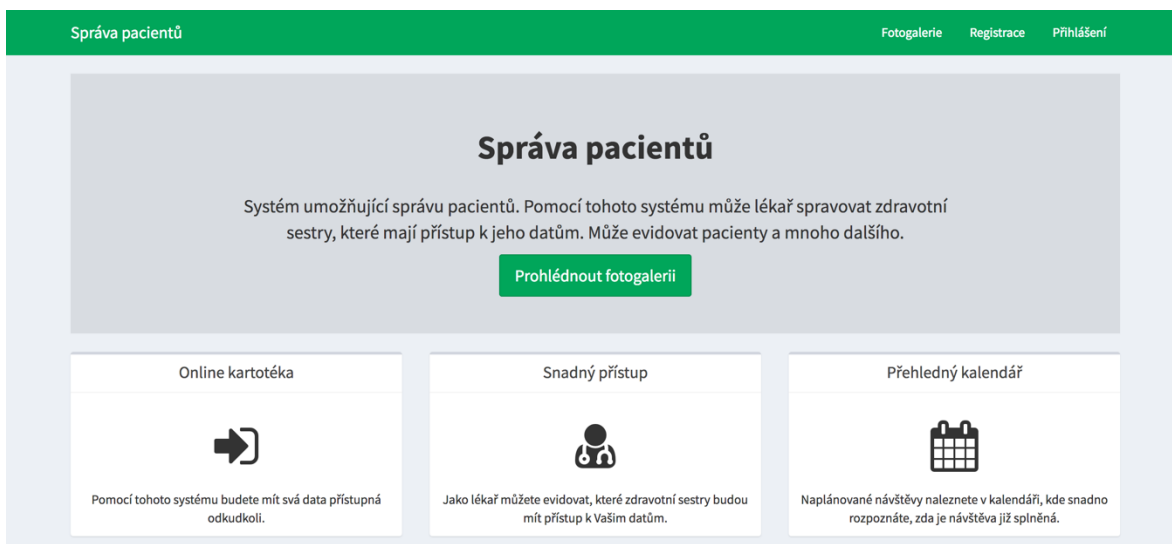 Správa pacientů
Fotogalerie Registrace Přihlášení
Správa pacientů
Systém umožňující správu pacientů. Pomocí tohoto systému může lékař spravovat zdravotní
sestry, které mají přístup k jeho datům. Může evidovat pacienty a mnoho dalšího.
Prohlédnout fotogalerii
Online kartotéka
Pomocí tohoto systému budete mít svá data přístupná
odkudkoli.
Snadný přístup
Jako lékař můžete evidovat, které zdravotní sestry budou
mít přístup k Vašim datům.
Přehledný kalendář
Naplánované návštěvy naleznete v kalendáři, kde snadno
rozpoznáte, zda je návštěva již splněná.